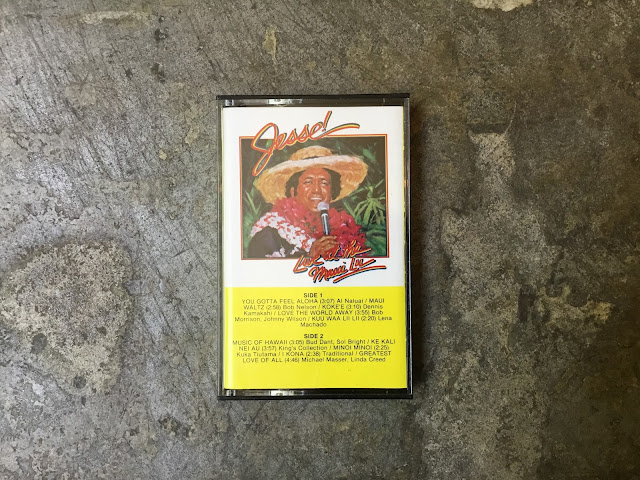 Jesse!
Live at the
Maui Lu
SIDE 1
YOU GOTTA FEEL ALOHA (3:07) Al Natuai / MAUI
WALTZ (2:58) Bob Nelson / KOKE'E (3:10) Dennis
Kamakahi / LOVE THE WORLD AWAY (3:55) Bob
Morrison, Johnny Wilson / KUU WAA LII LII (2:20) Lena
Machado
SIDE 2
MUSIC OF HAWAII (3:05) Bud Dant, Sol Bright / KE KALI
NEI AU (3:57) King's Collection / MINOI MINOI (2:25)
Kuka Tiutama / I KONA (2:38) Traditional / GREATEST
LOVE OF ALL (4:46) Michael Masser, Linda Creed